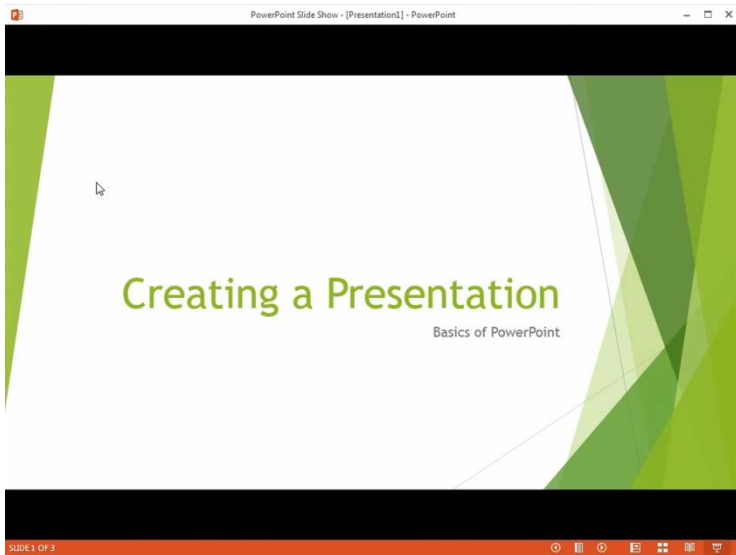 PowerPoint Slide Show - [Presentation1] - PowerPoint
Creating a Presentation
Basics of PowerPoint
SLIDE 1 OF 3